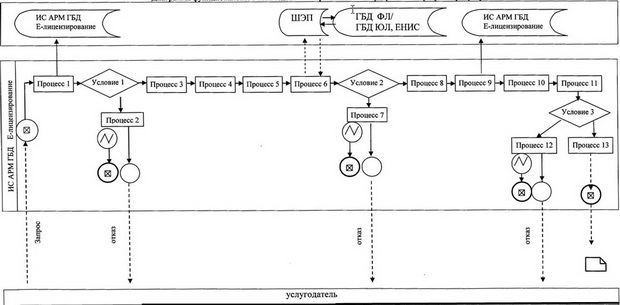 ИС АРМ ГБД
Е-лицензирование
ШЭП
ГБД ФЛ/
ГБД ЮЛ, ЕНИС
ИС АРМ ГБД
Е-лицензирование
ИС АРМ ГБД Е-лицензирование
Процесс 1
Условие 1
Процесс 3
Процесс 4
Процесс 5
Процесс 6
Условие 2
Процесс 8
Процесс 9
Процесс 10
Процесс 11
Процесс 2
Процесс 7
Условие 3
Процесс 12
Процесс 13
Запрос
отказ
отказ
отказ
услугодатель